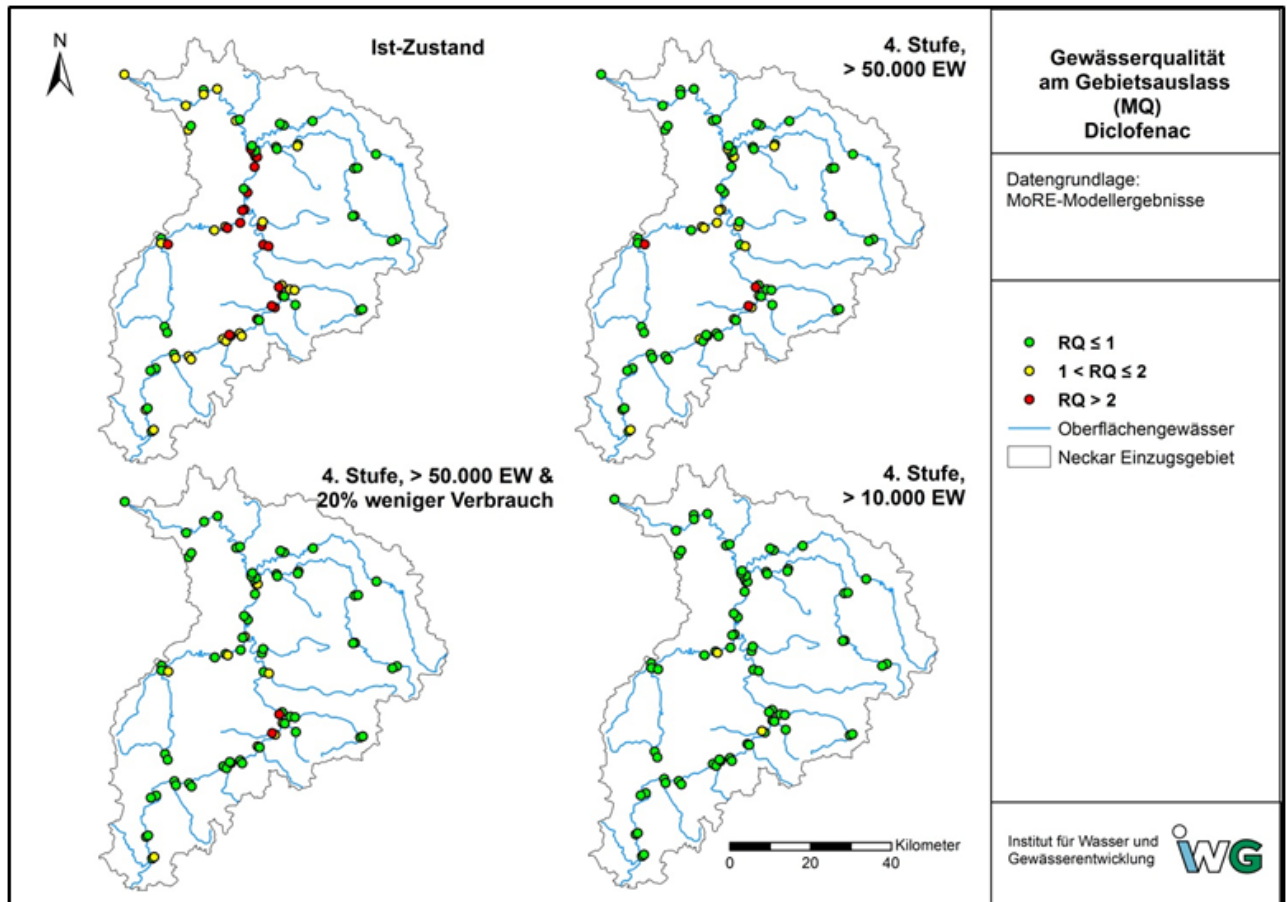 N
Ist-Zustand
4. Stufe,
> 50.000 EW
4. Stufe, > 50.000 EW &
20% weniger Verbrauch
4. Stufe,
> 10.000 EW
Kilometer
0 20 40
Gewässerqualität
am Gebietsauslass
(MQ)
Diclofenac
Datengrundlage:
MoRE-Modellergebnisse
RQ ≤ 1
1 < RQ ≤ 2
RQ > 2
Oberflächengewässer
Neckar Einzugsgebiet
Institut für Wasser und
Gewässerentwicklung
iWG